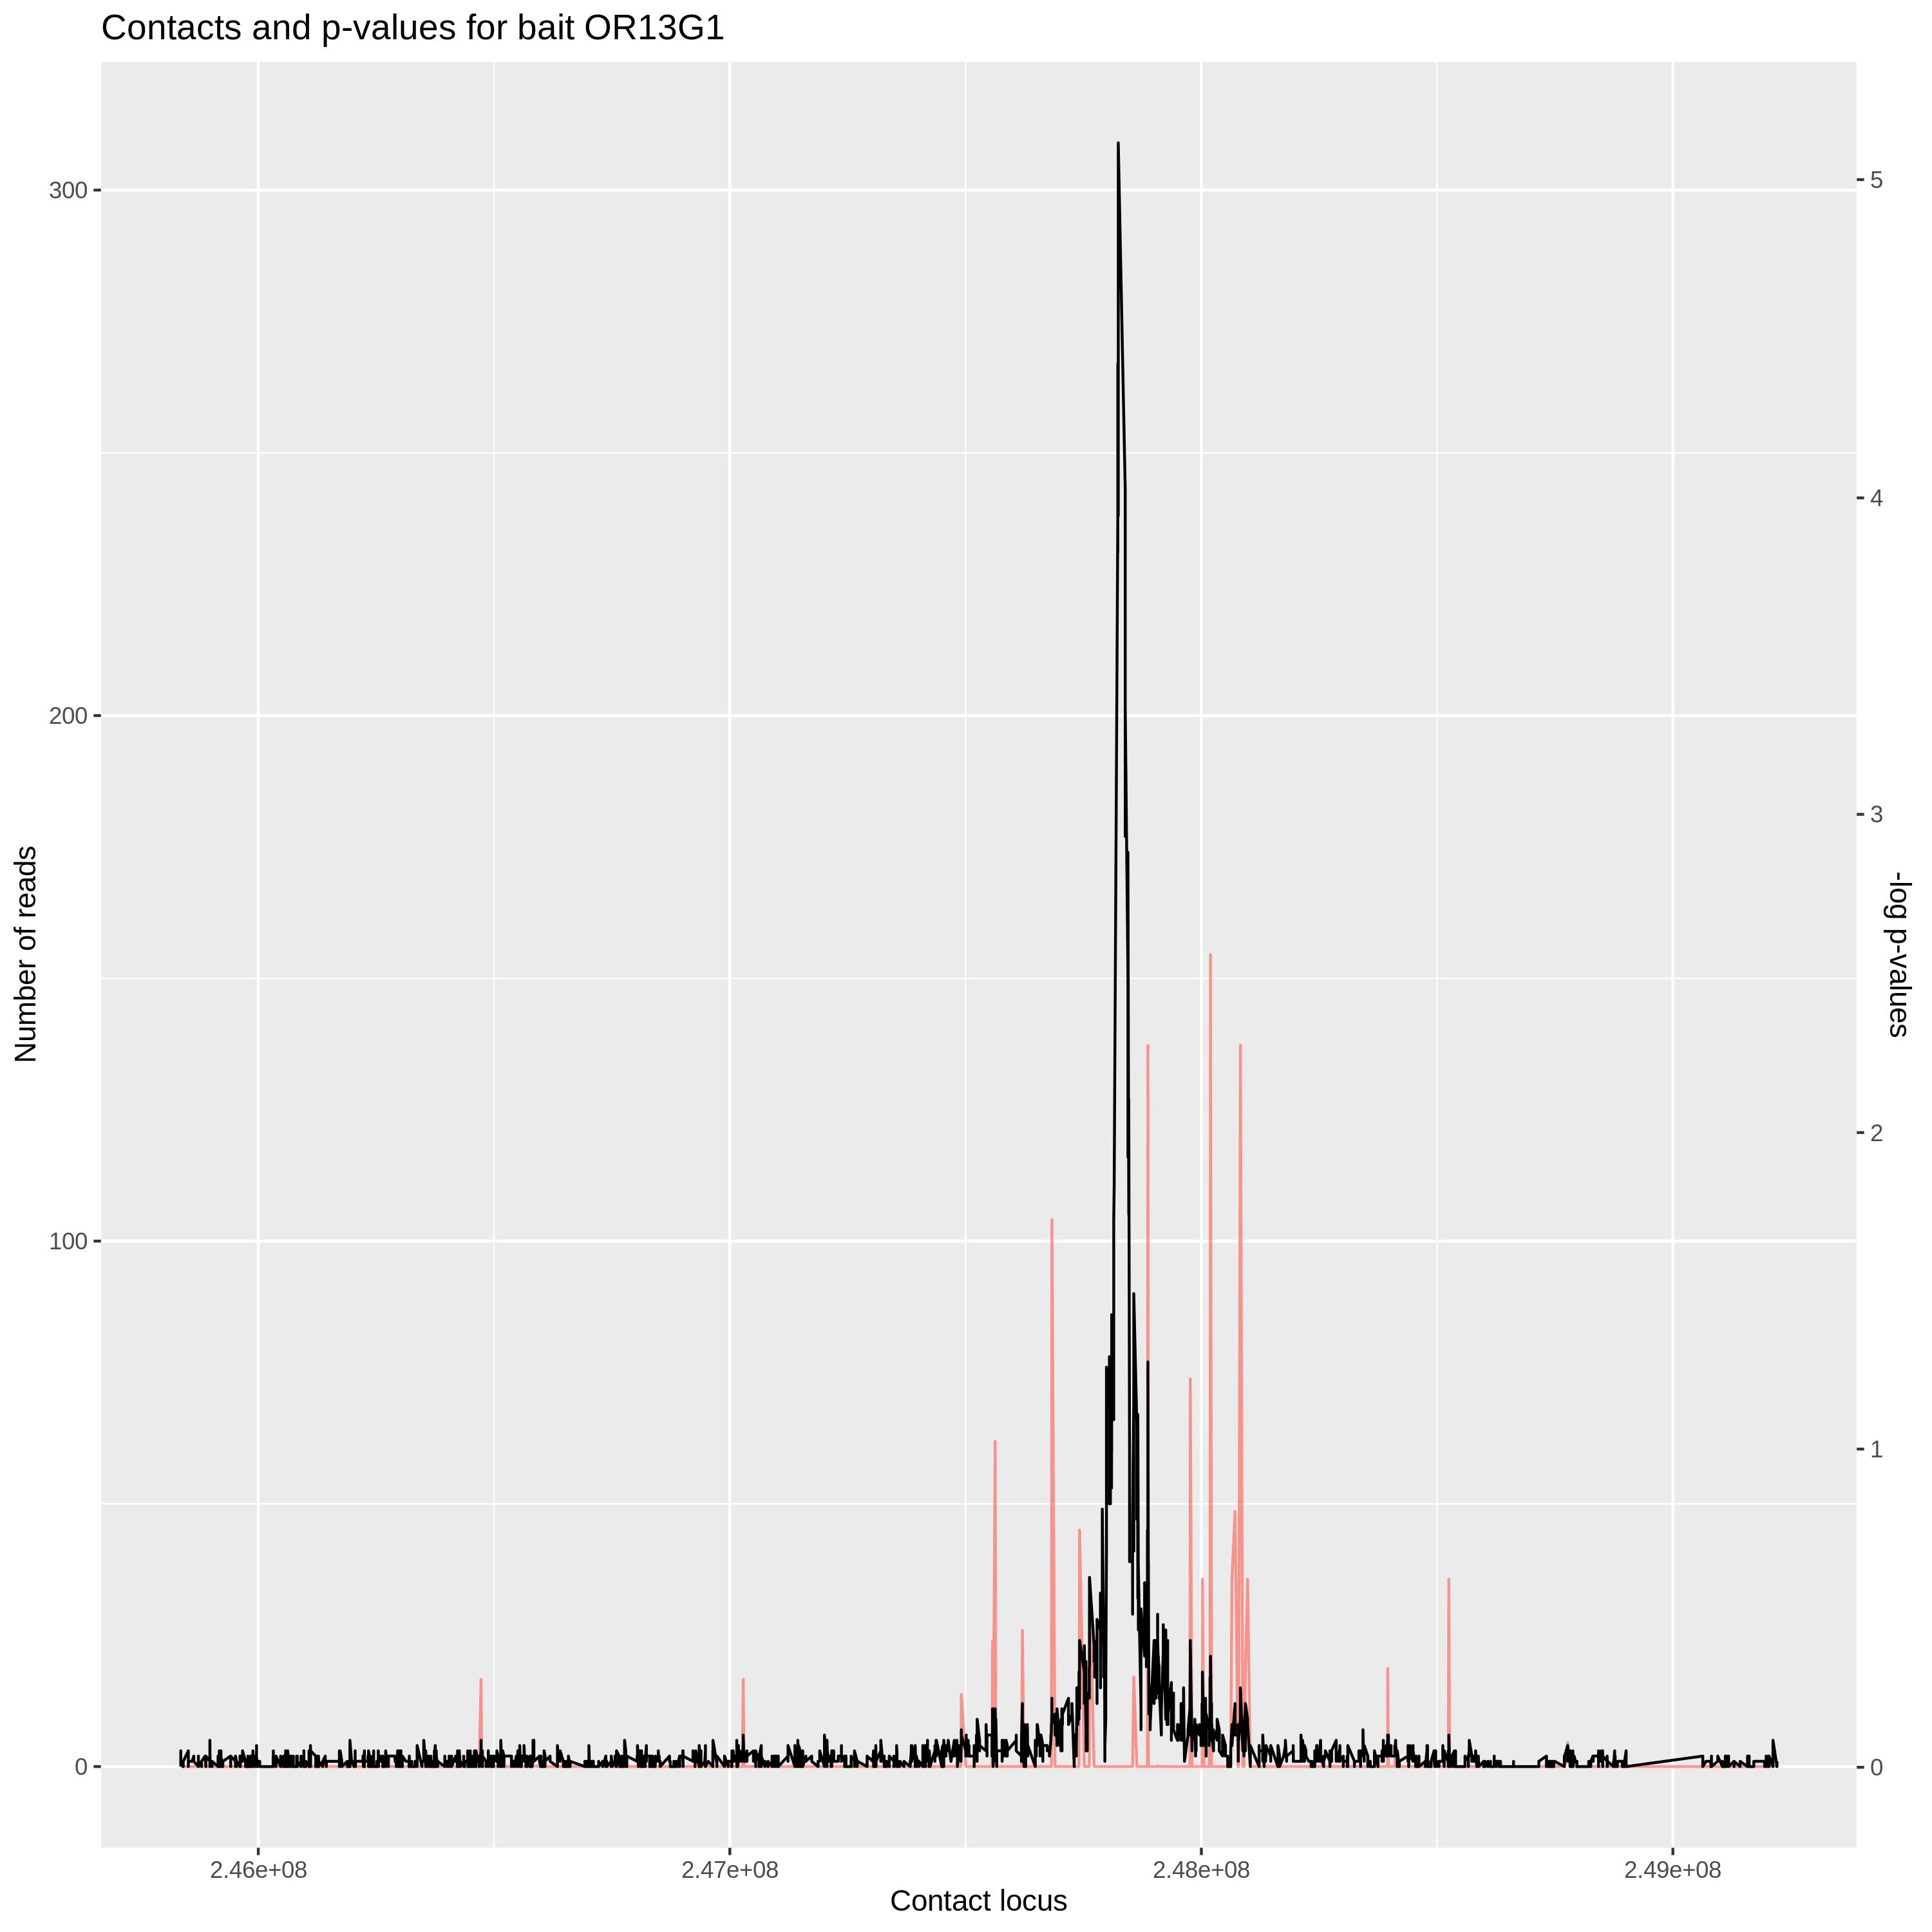 Contacts and p-values for bait OR13G1
300
200
100
0
Number of reads
5
4
3
2
1
0
-log p-values
2.46e+08
2.47e+08
2.48e+08
2.49e+08
Contact locus